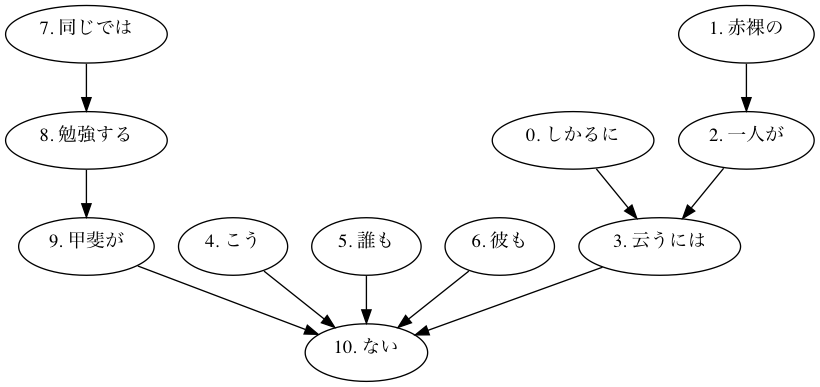 7. 同じでは
1. 赤裸の
8. 勉強する
0. しかるに
2. 一人が
9. 甲斐が
4. こう
5. 誰も
6. 彼も
3. 云うには
10. ない